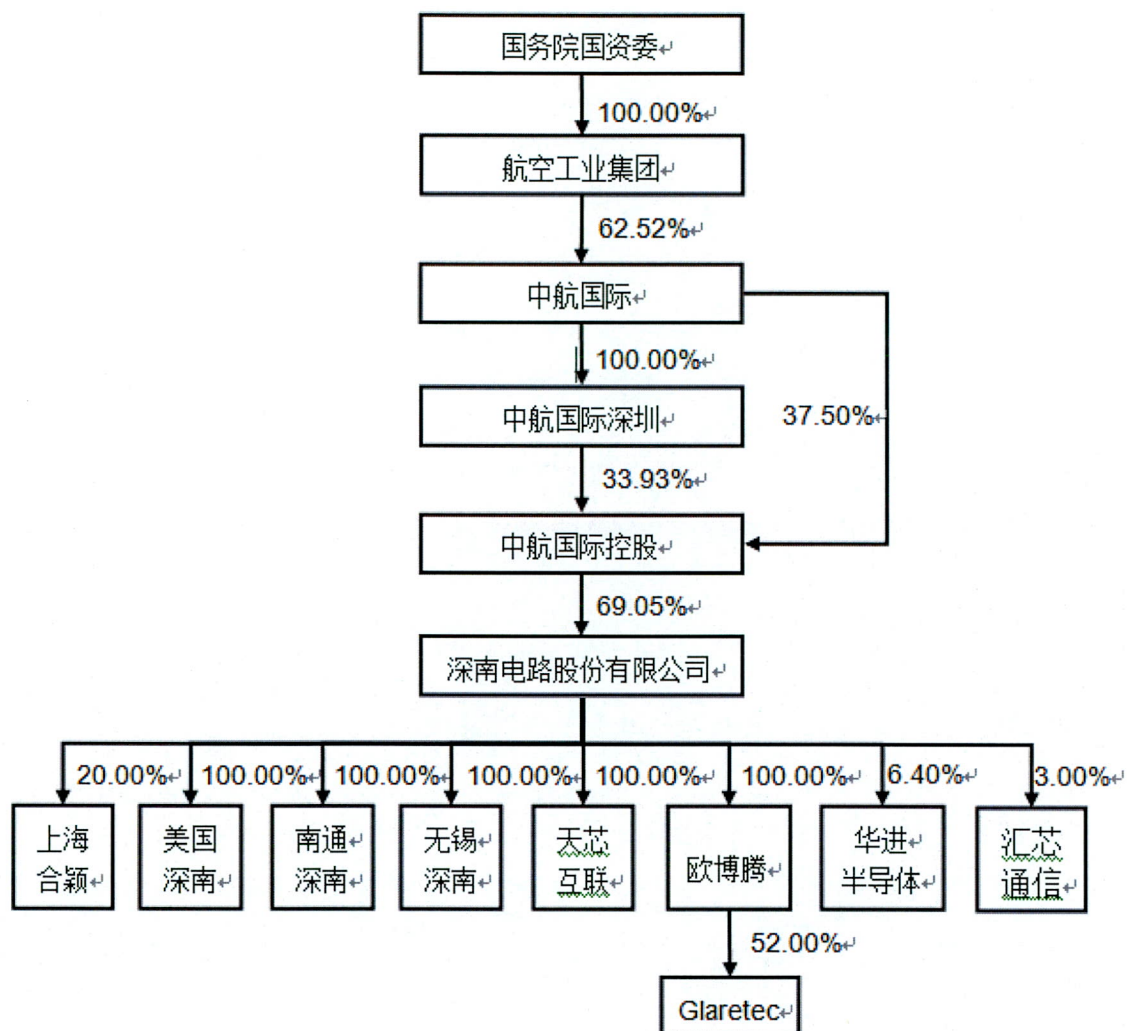 国务院国资委
100.00%
航空工业集团
62.52%
中航国际
100.00%
中航国际深圳
37.50%
33.93%
中航国际控股
69.05%
深南电路股份有限公司
20.00% 100.00% 100.00% 100.00% 100.00% 100.00% 6.40% 3.00%
上海
合颖
美国
深南
南通
深南
无锡
深南
天芯
互联
欧博腾
华进
半导体
汇芯
通信
52.00%
Glaretec